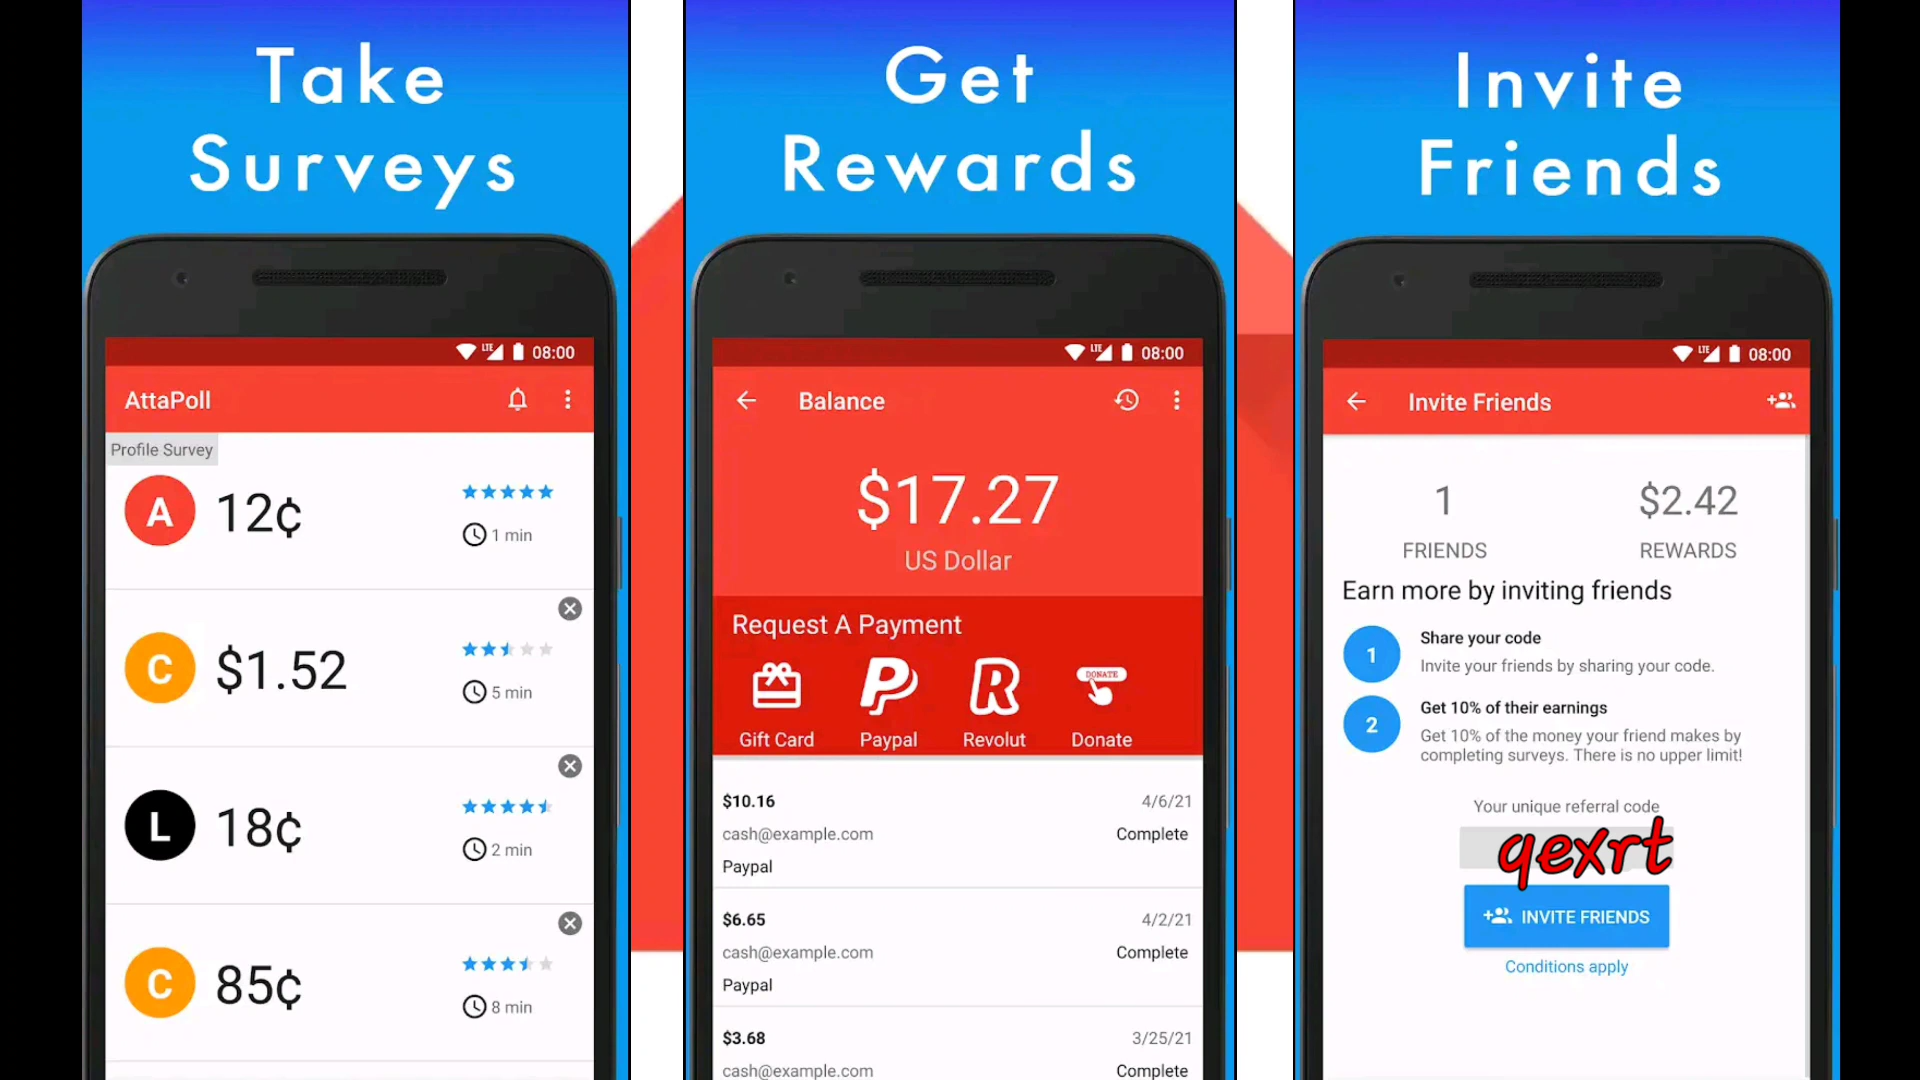 Take
Surveys
LTE 08:00
AttaPoll
Profile Survey
A 12¢
1 min
C $1.52
5 min
L 18¢
2 min
C 85¢
8 min
Get
Rewards
LTE 08:00
Balance
$17.27
US Dollar
Request A Payment
DONATE
Gift Card Paypal Revolut Donate
$10.16 4/6/21
cash@example.com Complete
Paypal
$6.65 4/2/21
cash@example.com Complete
Paypal
$3.68 3/25/21
cash@example.com Complete
Invite
Friends
LTE 08:00
Invite Friends
1 $2.42
FRIENDS REWARDS
Earn more by inviting friends
1 Share your code
Invite your friends by sharing your code.
2 Get 10% of their earnings
Get 10% of the money your friend makes by
completing surveys. There is no upper limit!
Your unique referral code
qexrt
INVITE FRIENDS
Conditions apply